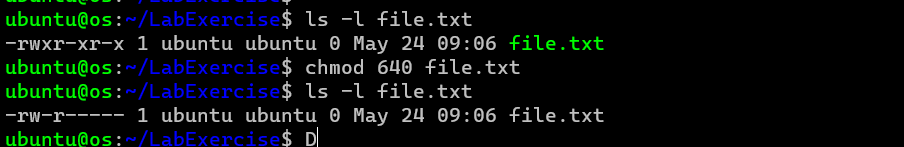 ubuntu@os:~/LabExercise$ ls -l file.txt
-rwxr-xr-x 1 ubuntu ubuntu 0 May 24 09:06 file.txt
ubuntu@os:~/LabExercise$ chmod 640 file.txt
ubuntu@os:~/LabExercise$ ls -l file.txt
-rw-r----- 1 ubuntu ubuntu 0 May 24 09:06 file.txt
ubuntu@os:~/LabExercise$ D